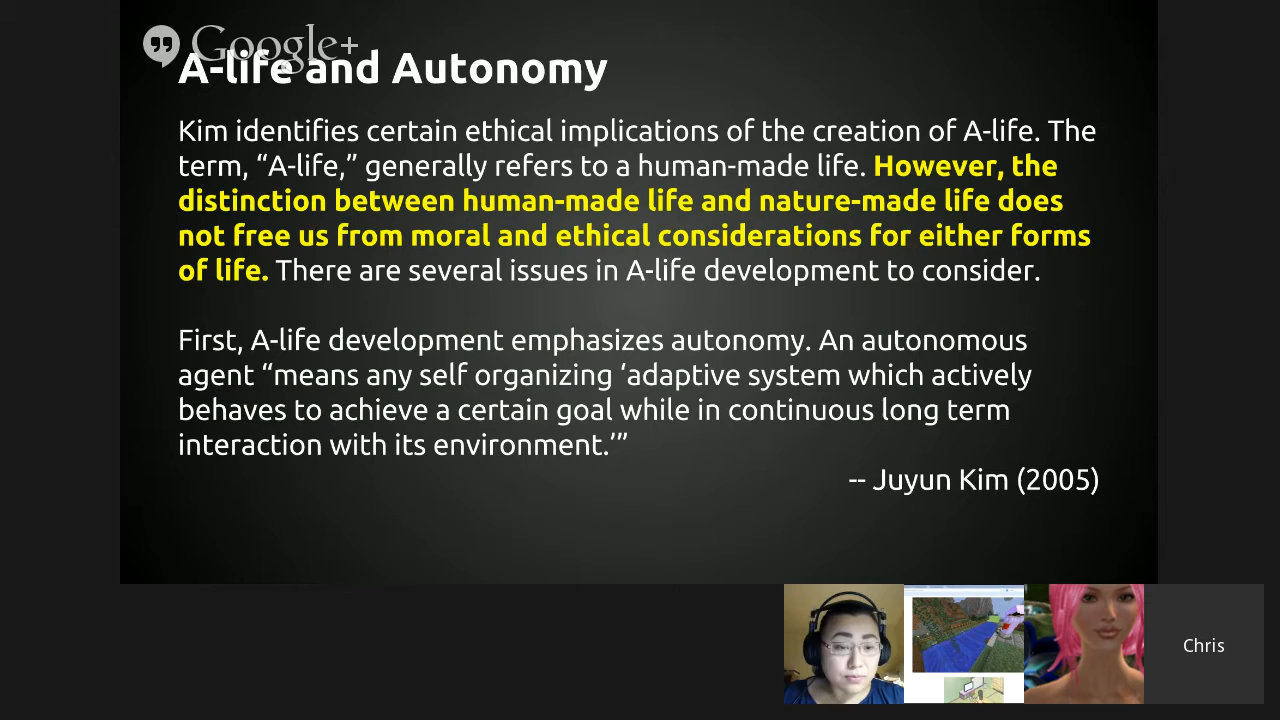 Google+
A-life and Autonomy
Kim identifies certain ethical implications of the creation of A-life. The
term, “A-life,” generally refers to a human-made life. However, the
distinction between human-made life and nature-made life does
not free us from moral and ethical considerations for either forms
of life. There are several issues in A-life development to consider.
First, A-life development emphasizes autonomy. An autonomous
agent “means any self organizing ‘adaptive system which actively
behaves to achieve a certain goal while in continuous long term
interaction with its environment.’”
-- Juyun Kim (2005)
Chris